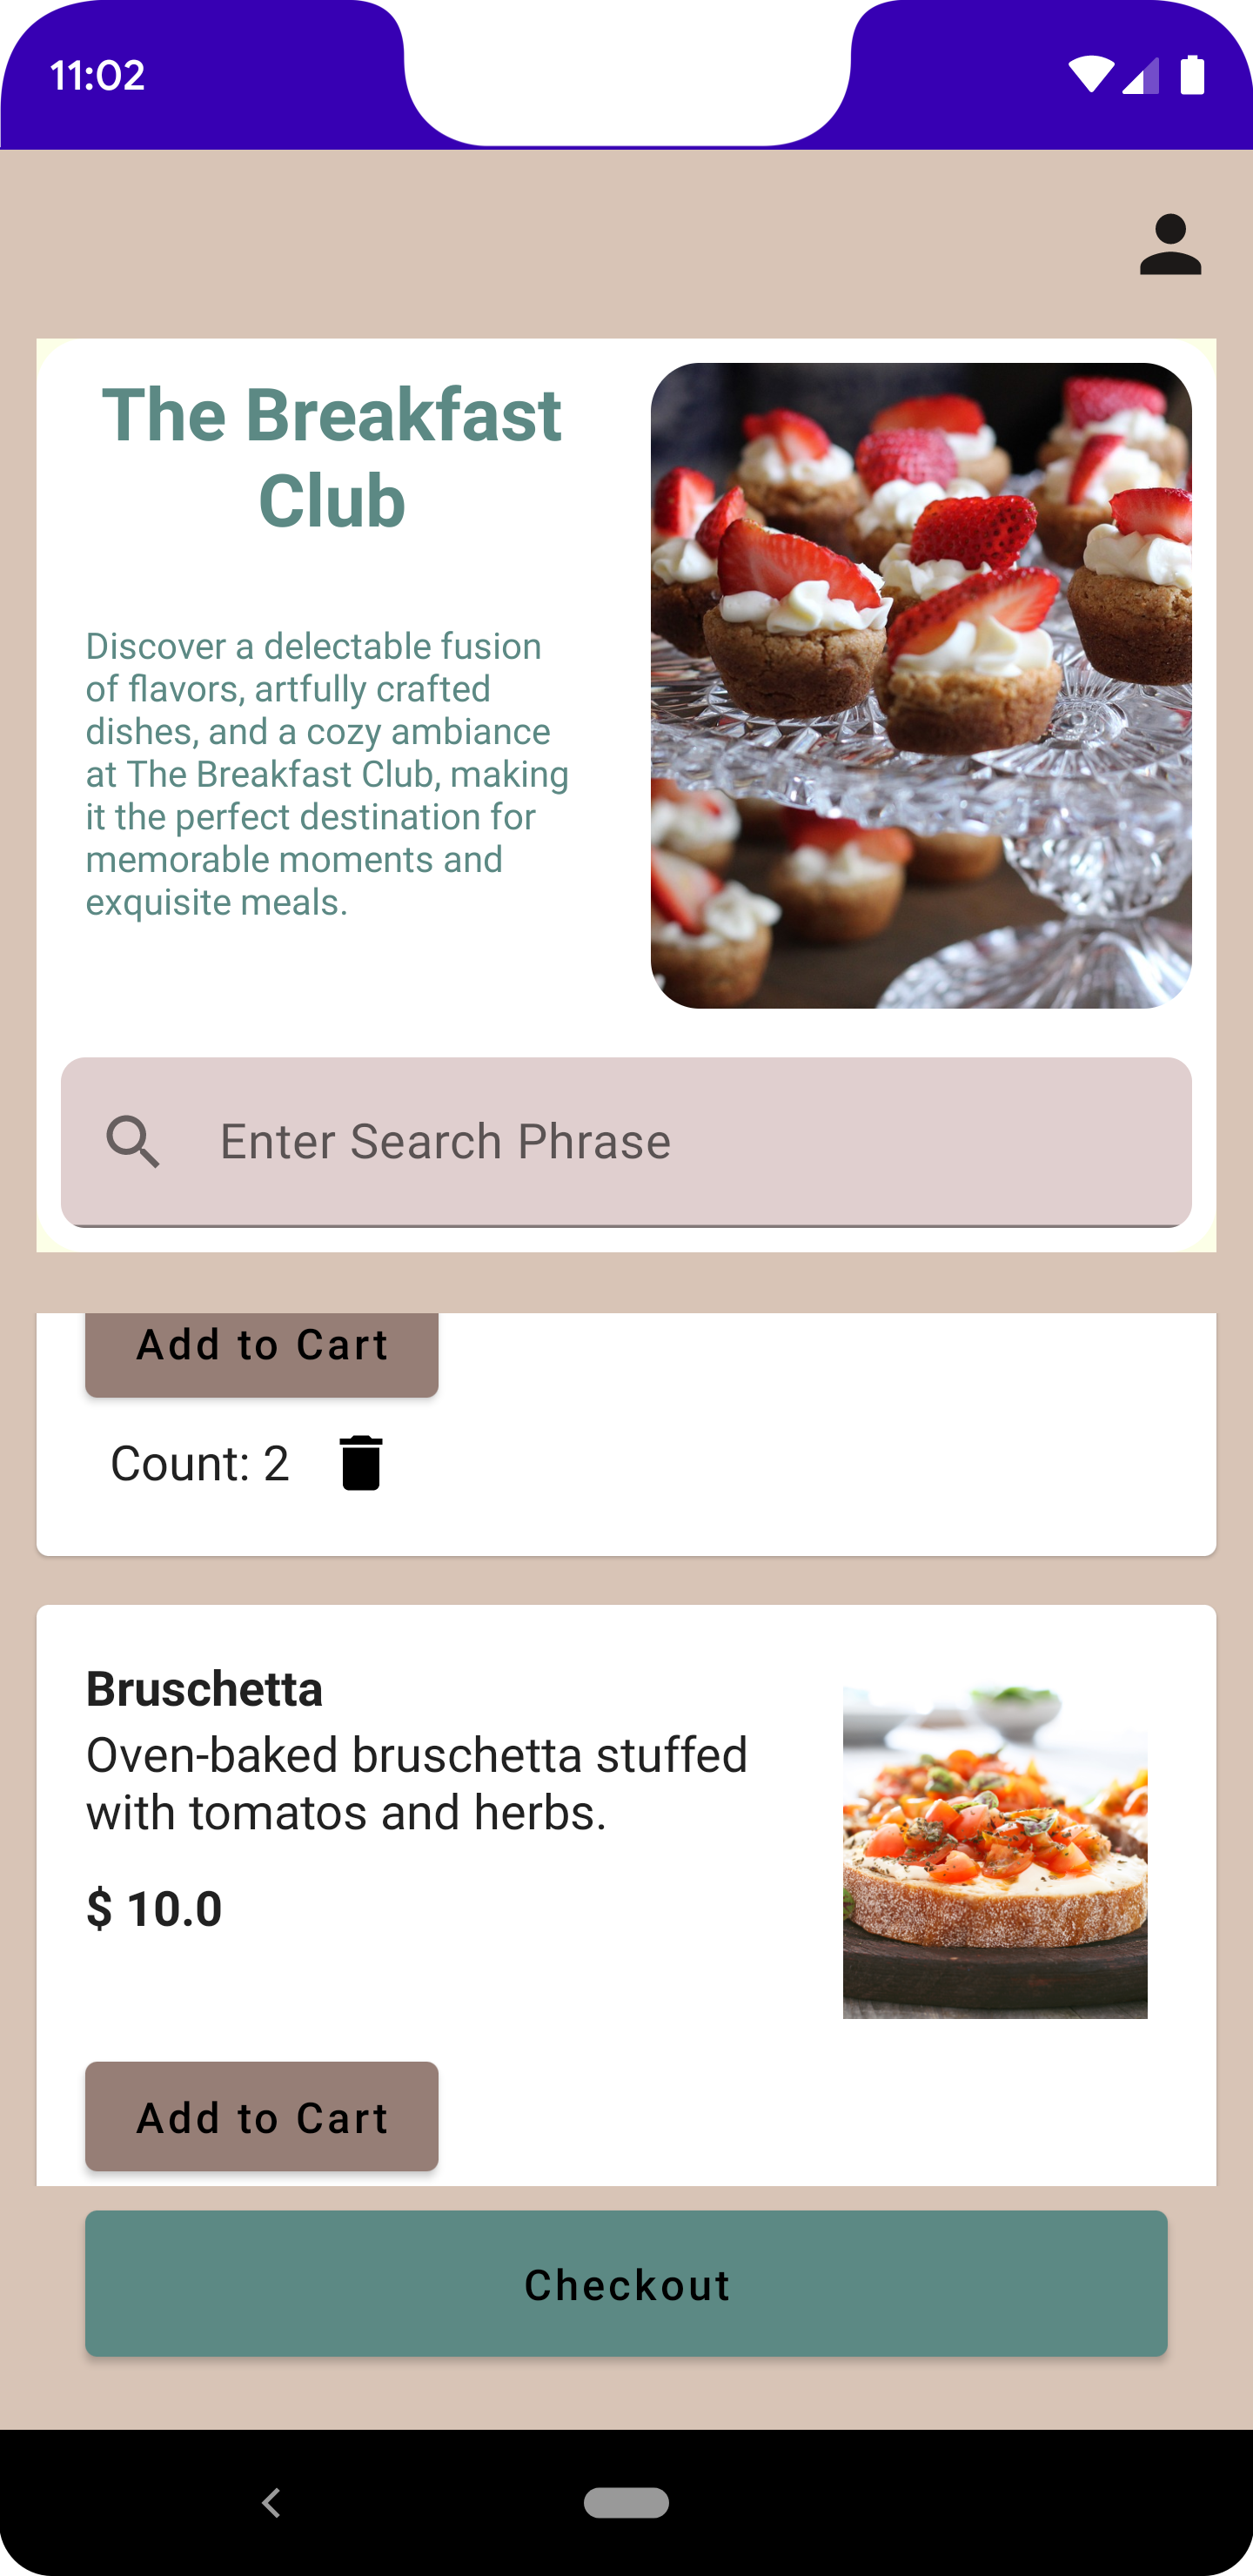 11:02
The Breakfast
Club
Discover a delectable fusion
of flavors, artfully crafted
dishes, and a cozy ambiance
at The Breakfast Club, making
it the perfect destination for
memorable moments and
exquisite meals.
Enter Search Phrase
Add to Cart
Count: 2
Bruschetta
Oven-baked bruschetta stuffed
with tomatos and herbs.
$ 10.0
Add to Cart
Checkout